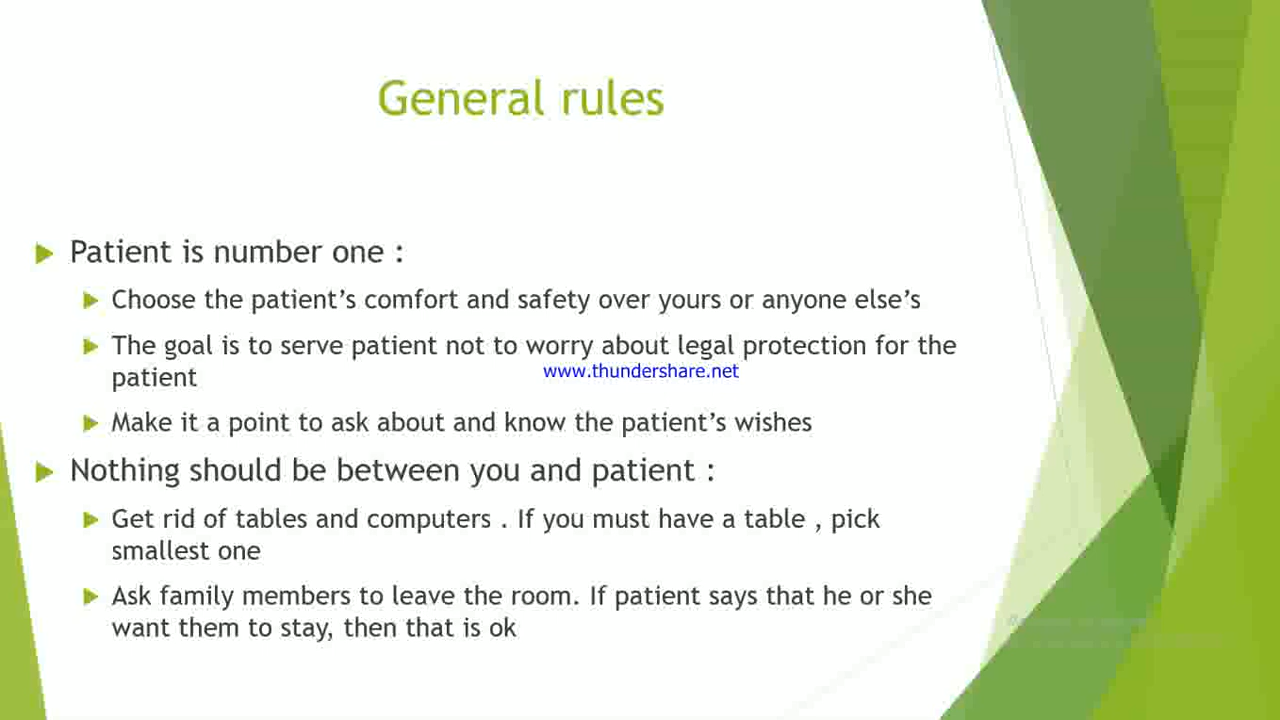 General rules
Patient is number one :
Choose the patient’s comfort and safety over yours or anyone else’s
The goal is to serve patient not to worry about legal protection for the
www.thundershare.net
patient
Make it a point to ask about and know the patient’s wishes
Nothing should be between you and patient :
Get rid of tables and computers . If you must have a table , pick
smallest one
Ask family members to leave the room. If patient says that he or she
want them to stay, then that is ok